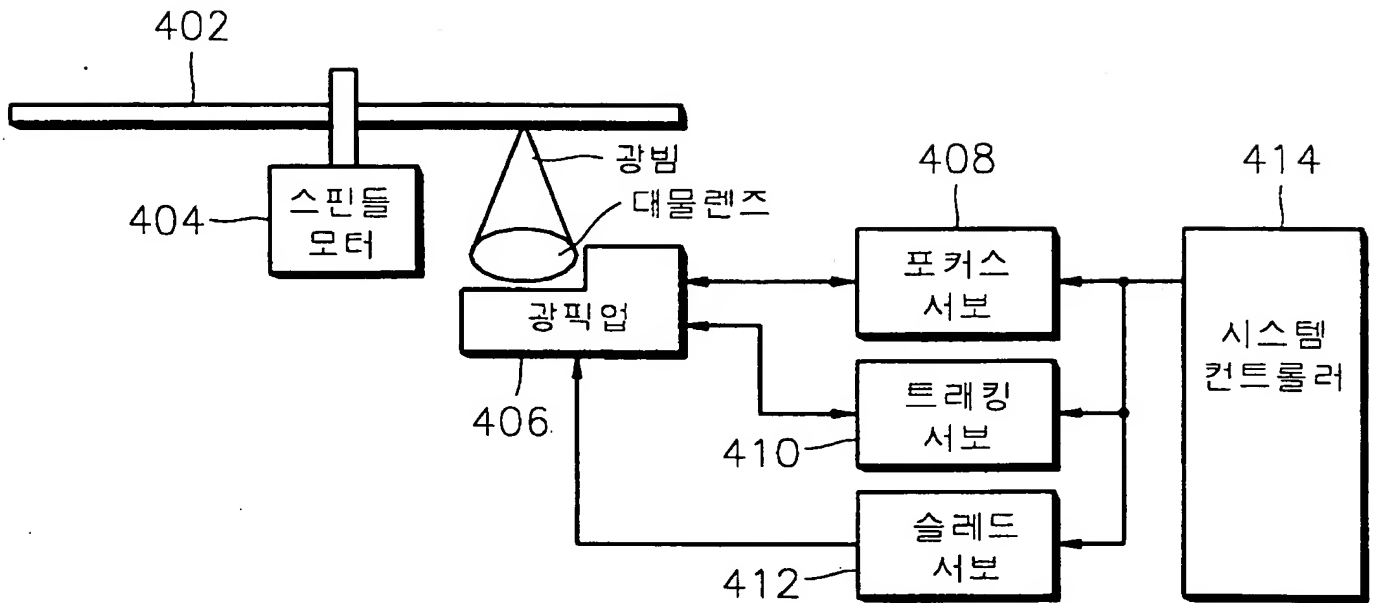 402
광빔
대물렌즈
404
스핀들
모터
408
414
포커스
서보
광픽업
406
시스템
컨트롤러
트래킹
서보
410
슬레드
서보
412